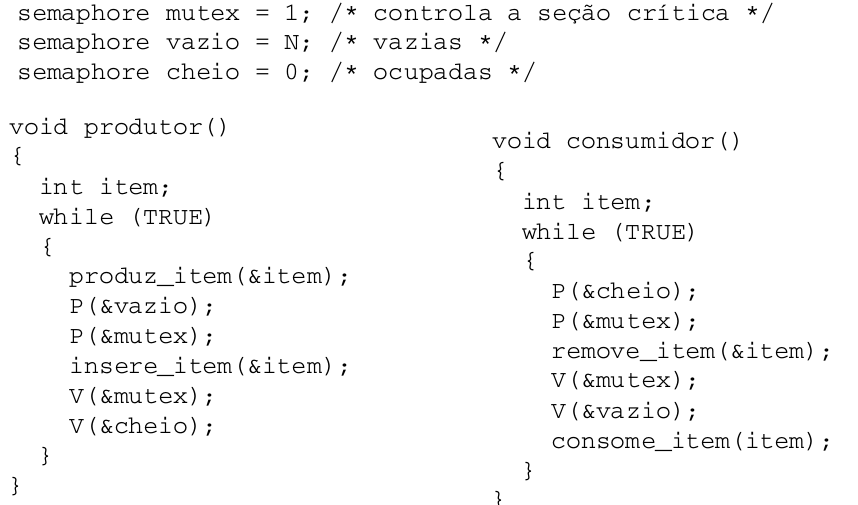 semaphore mutex = 1; /* controla a seção crítica */
semaphore vazio = N; /* vazias */
semaphore cheio = 0; /* ocupadas */
void produtor()
{
int item;
while (TRUE)
{
produz_item(&item);
P(&vazio);
P(&mutex);
insere_item(&item);
V(&mutex);
V(&cheio);
}
}
void consumidor()
{
int item;
while (TRUE)
{
P(&cheio);
P(&mutex);
remove_item(&item);
V(&mutex);
V(&vazio);
consome_item(item);
}
}